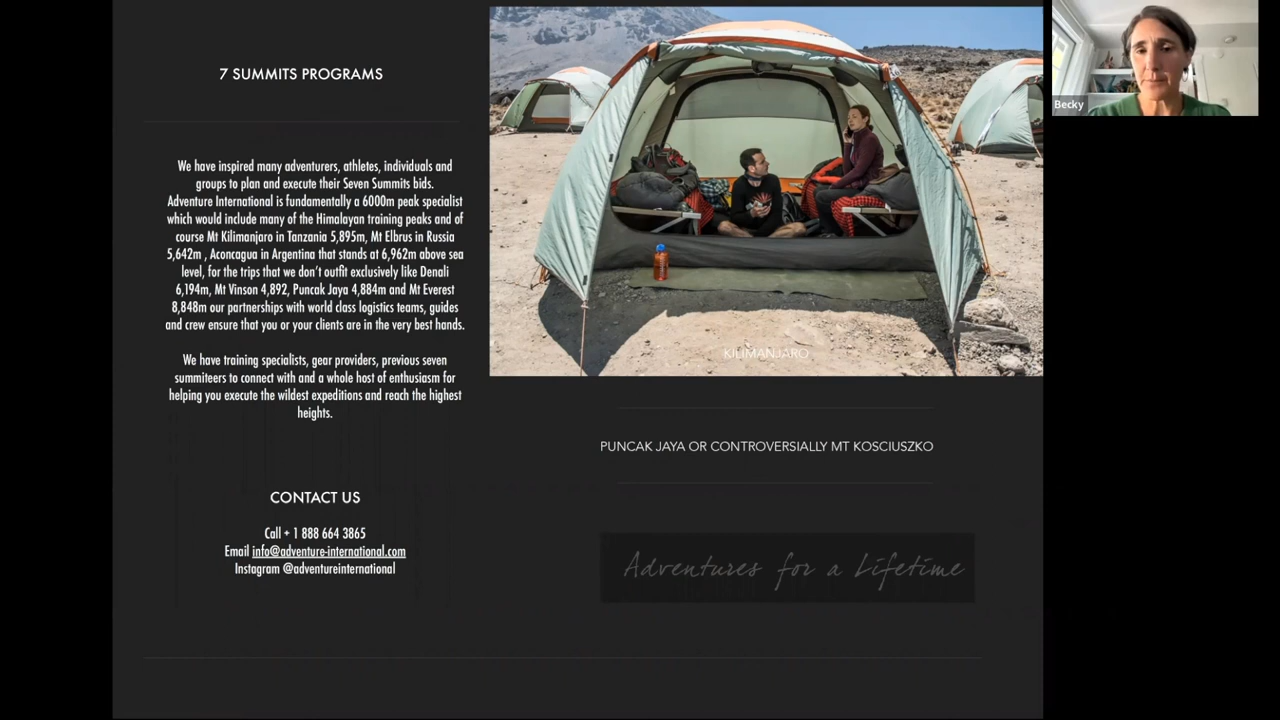 7 SUMMITS PROGRAMS
We have inspired many adventurers, athletes, individuals and
groups to plan and execute their Seven Summits bids.
Adventure International is fundamentally a 6000m peak specialist
which would include many of the Himalayan training peaks and of
course Mt Kilimanjaro in Tanzania 5,895m, Mt Elbrus in Russia
5,642m , Aconcagua in Argentina that stands at 6,962m above sea
level, for the trips that we don't outfit exclusively like Denali
6,194m, Mt Vinson 4,892, Puncak Jaya 4,884m and Mt Everest
8,848m our partnerships with world class logistics teams, guides
and crew ensure that you or your clients are in the very best hands.
We have training specialists, gear providers, previous seven
summiteers to connect with and a whole host of enthusiasm for
helping you execute the wildest expeditions and reach the highest
heights.
CONTACT US
Call + 1 888 664 3865
Email info@adventure-international.com
Instagram @adventureinternational
KILIMANJARO
PUNCAK JAYA OR CONTROVERSIALLY MT KOSCIUSZKO
Adventures for a Lifetime
Becky